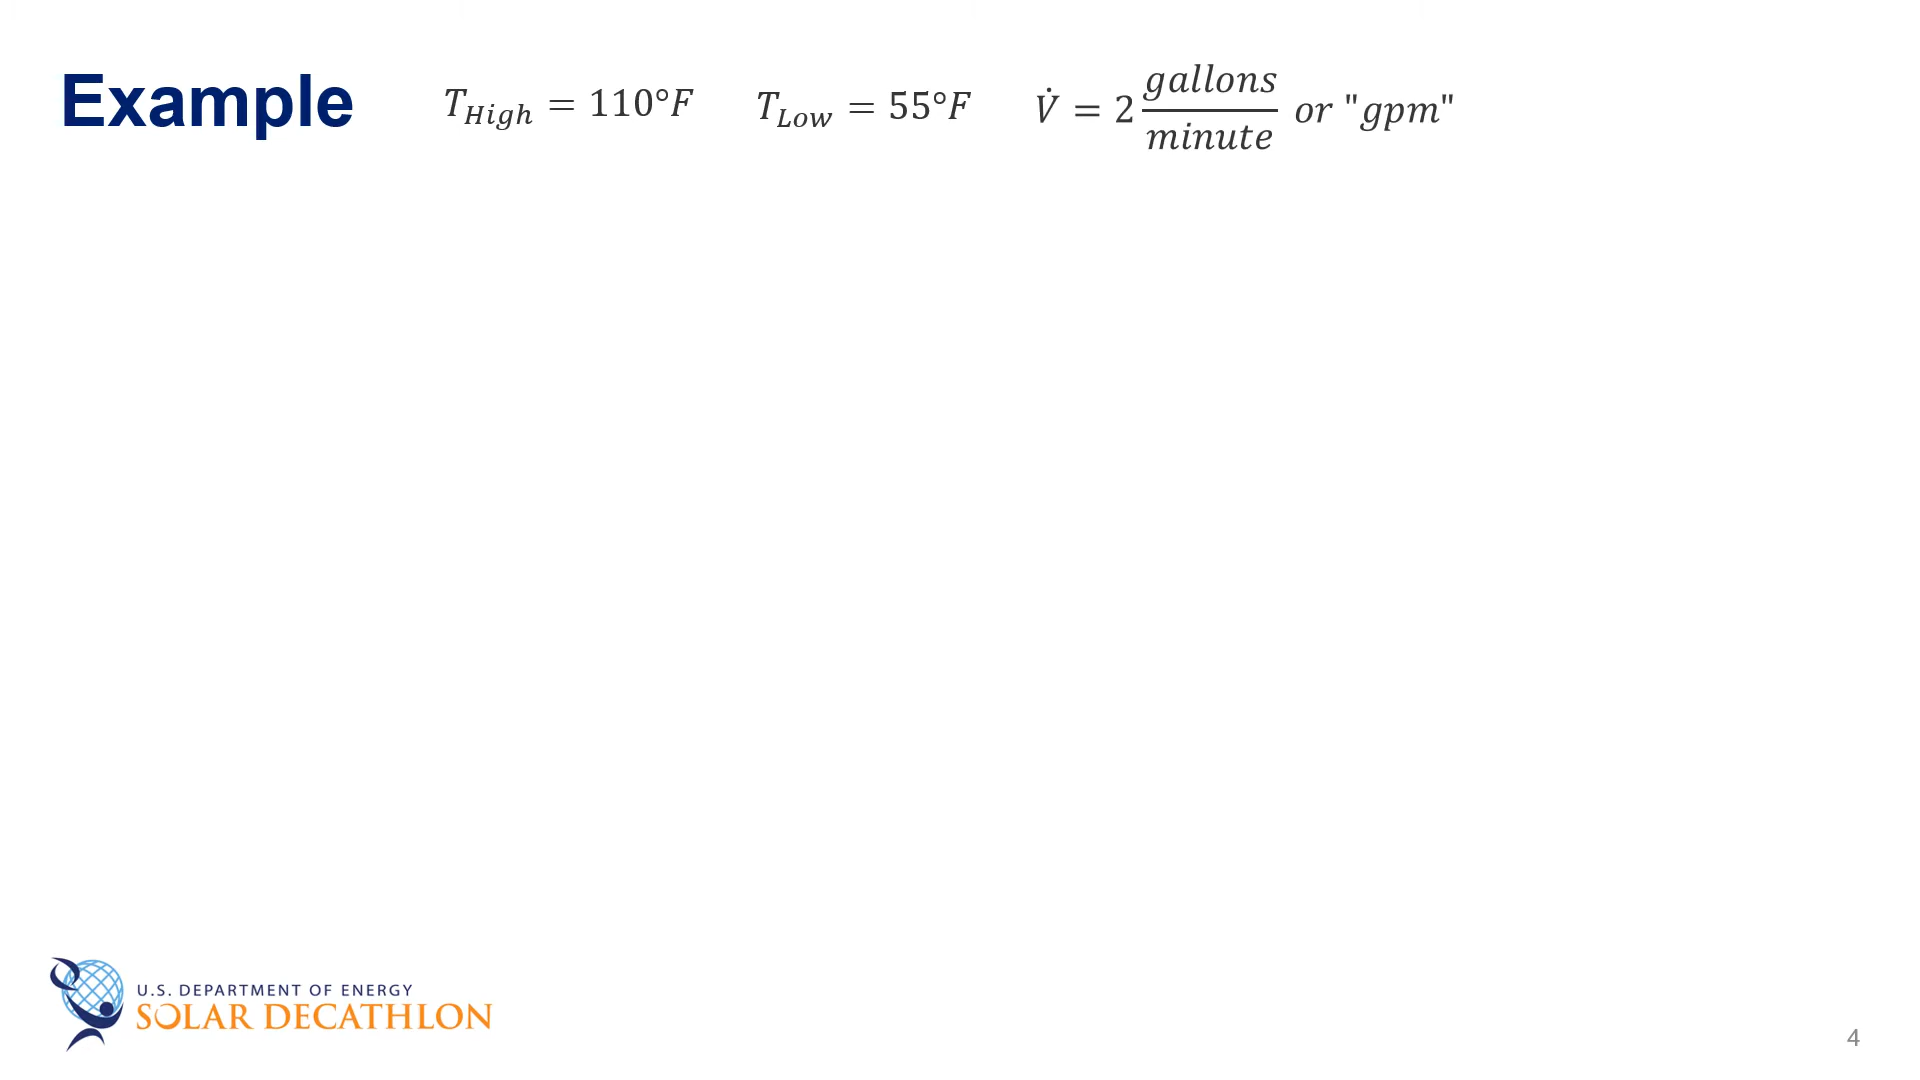 Example
T_High = 110°F
T_Low = 55°F
V̇ = 2 gallons/minute or "gpm"
U.S. DEPARTMENT OF ENERGY
SOLAR DECATHLON
4